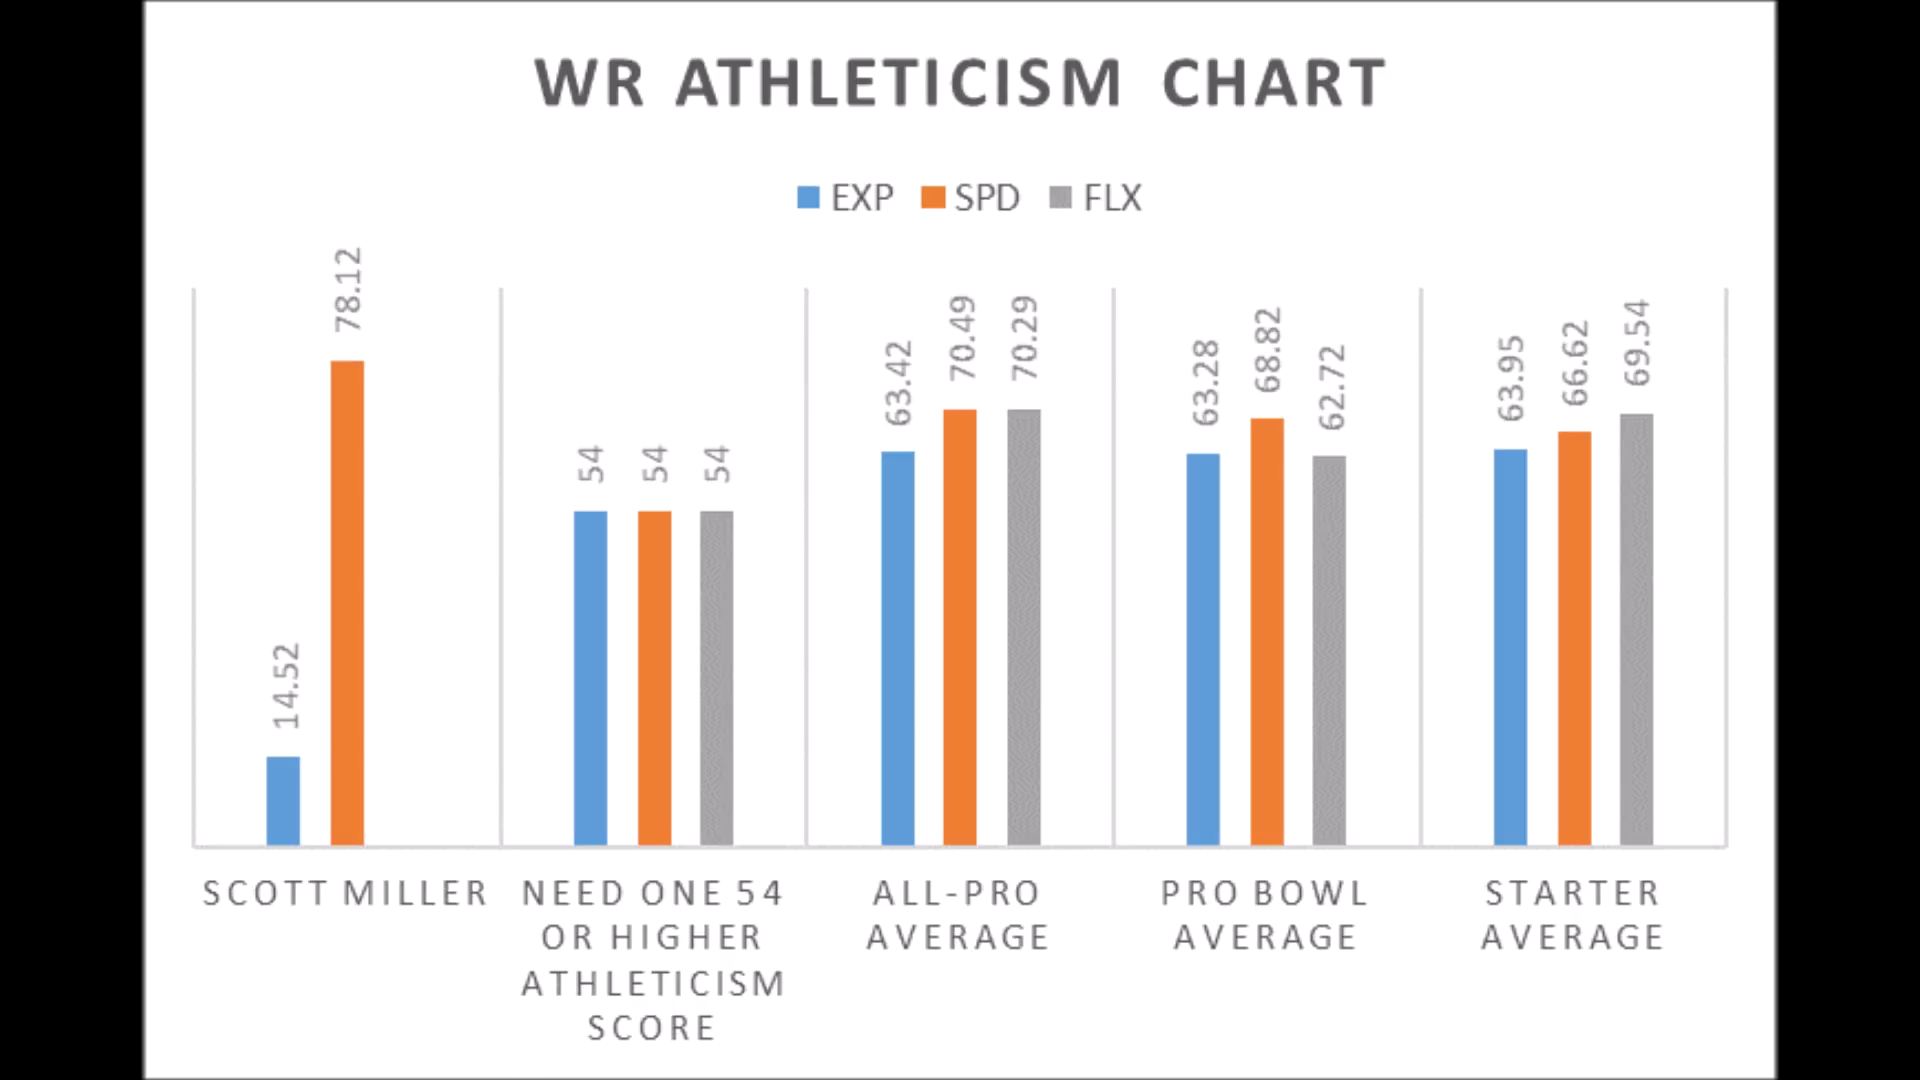 WR ATHLETICISM CHART
EXP SPD FLX
14.52 78.12
54 54 54
63.42 70.49 70.29
63.28 68.82 62.72
63.95 66.62 69.54
SCOTT MILLER
NEED ONE 54
OR HIGHER
ATHLETICISM
SCORE
ALL-PRO
AVERAGE
PRO BOWL
AVERAGE
STARTER
AVERAGE